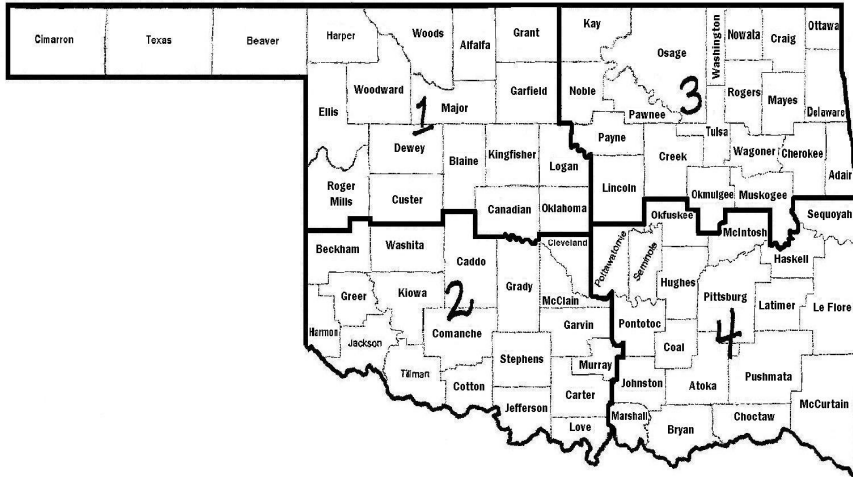 Cimarron
Texas
Beaver
Harper
Woods
Alfalfa
Grant
Kay
Osage
Washington
Nowata
Craig
Ottawa
Woodward
Ellis
1
Major
Garfield
Noble
Pawnee
3
Rogers
Mayes
Delaware
Dewey
Blaine
Kingfisher
Logan
Payne
Creek
Tulsa
Wagoner
Cherokee
Adair
Roger
Mills
Custer
Canadian
Oklahoma
Lincoln
Okmulgee
Muskogee
Sequoyah
Beckham
Washita
Caddo
Grady
Cleveland
McClain
Pottawatomie
Seminole
Okfuskee
McIntosh
Haskell
Greer
Kiowa
2
Hughes
Pittsburg
Latimer
Le Flore
Harmon
Jackson
Comanche
Garvin
Pontotoc
Coal
4
Tillman
Cotton
Stephens
Murray
Carter
Johnston
Atoka
Pushmata
McCurtain
Jefferson
Love
Marshall
Bryan
Choctaw